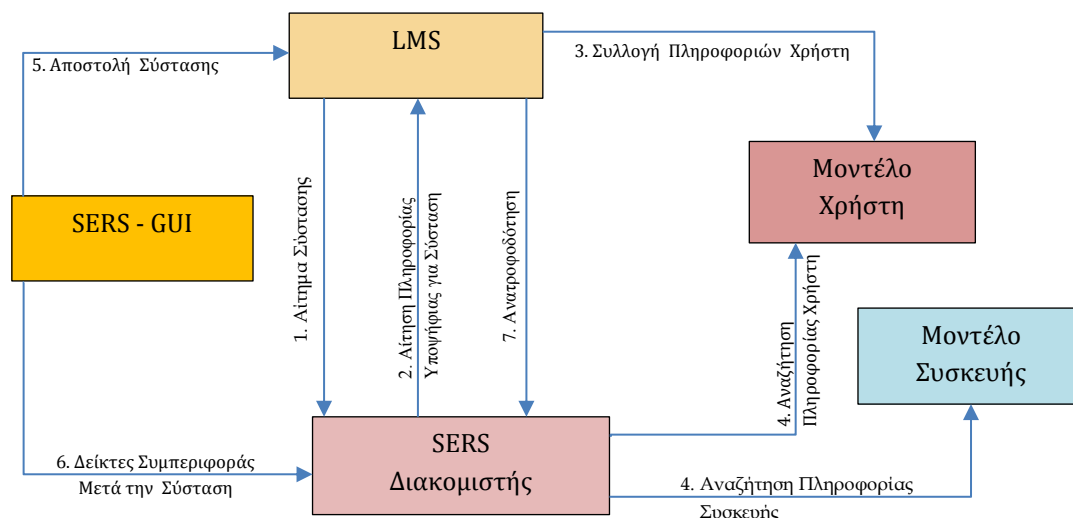 LMS
5. Αποστολή Σύστασης
3. Συλλογή Πληροφοριών Χρήστη
Μοντέλο
Χρήστη
SERS - GUI
1. Αίτημα Σύστασης
2. Αίτηση Πληροφορίας
Υποψήφιας για Σύσταση
7. Ανατροφοδότηση
4. Αναζήτηση
Πληροφορίας Χρήστη
Μοντέλο
Συσκευής
SERS
Διακομιστής
6. Δείκτες Συμπεριφοράς
Μετά την Σύσταση
4. Αναζήτηση Πληροφορίας
Συσκευής